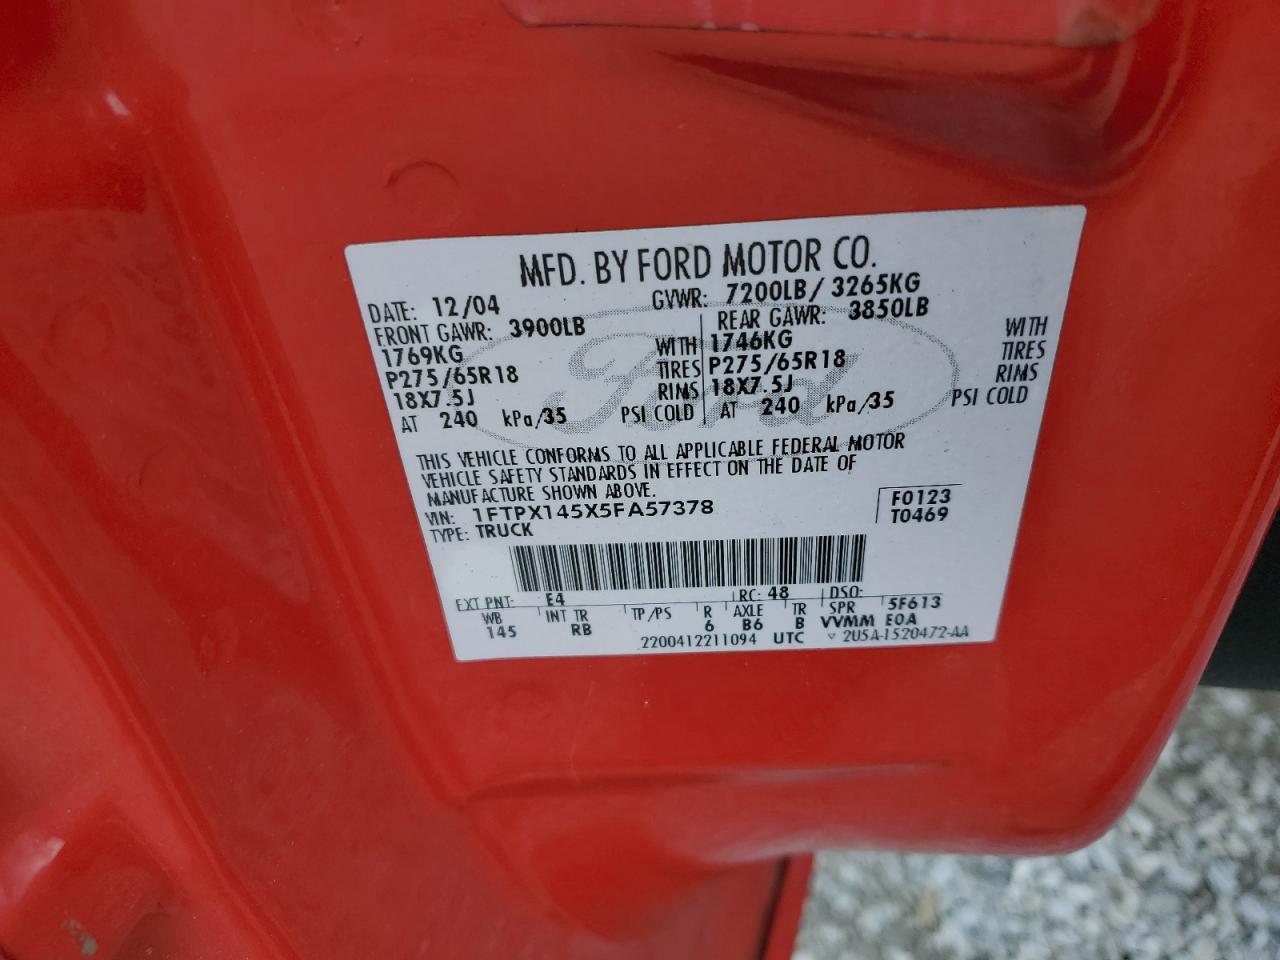 MFD. BY FORD MOTOR CO.
DATE: 12/04 GVWR: 7200LB/ 3265KG
FRONT GAWR: 3900LB REAR GAWR: 3850LB
1769KG WITH 1746KG WITH
P275/65R18 TIRES P275/65R18 TIRES
18X7.5J RIMS 18X7.5J RIMS
AT 240 kPa/35 PSI COLD AT 240 kPa/35 PSI COLD
Ford
THIS VEHICLE CONFORMS TO ALL APPLICABLE FEDERAL MOTOR
VEHICLE SAFETY STANDARDS IN EFFECT ON THE DATE OF
MANUFACTURE SHOWN ABOVE.
VIN: 1FTPX145X5FA57378 F0123
TYPE: TRUCK T0469
EXT PNT: E4 RC: 48 DSO:
WB INT TR TP/PS R AXLE TR SPR 5F613
145 RB 6 B6 B VVMM E0A
2200412211094 UTC ▽ 2U5A-1520472-AA